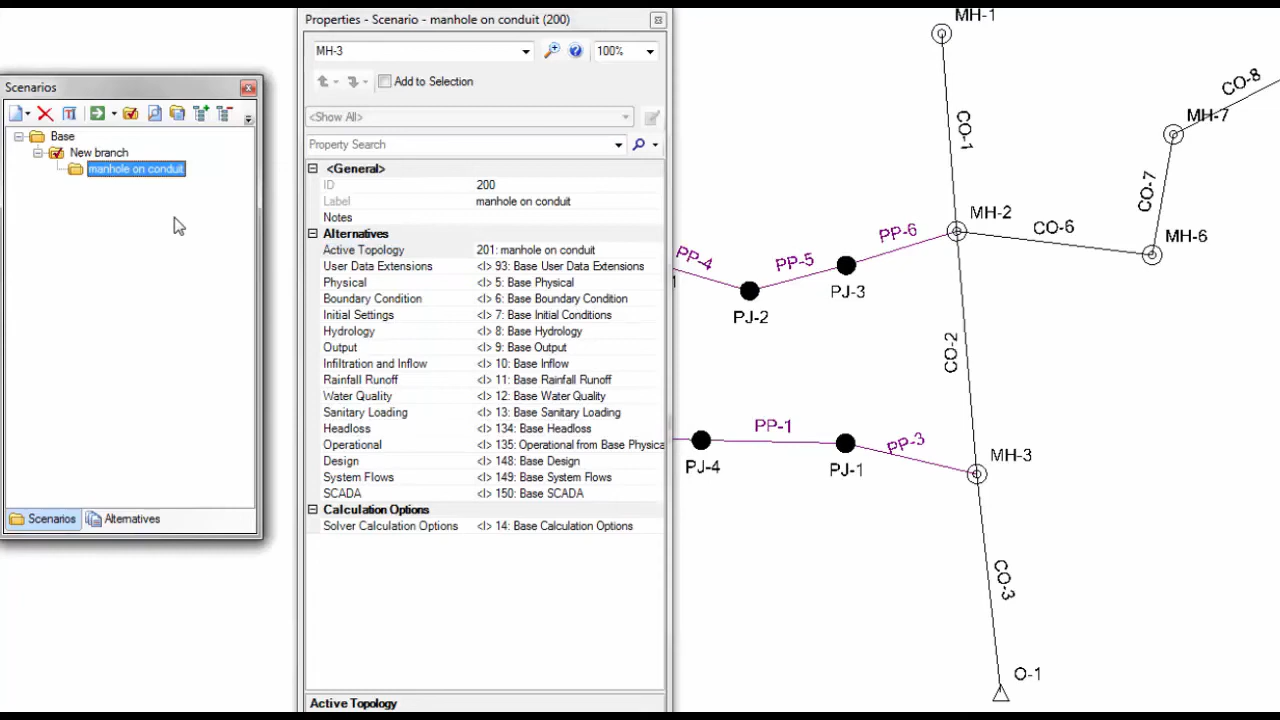 Scenarios
Base
New branch
manhole on conduit
Scenarios
Alternatives
Properties - Scenario - manhole on conduit (200)
MH-3
100%
Add to Selection
<Show All>
Property Search
<General>
ID 200
Label manhole on conduit
Notes
Alternatives
Active Topology 201: manhole on conduit
User Data Extensions <I> 93: Base User Data Extensions
Physical <I> 5: Base Physical
Boundary Condition <I> 6: Base Boundary Condition
Initial Settings <I> 7: Base Initial Conditions
Hydrology <I> 8: Base Hydrology
Output <I> 9: Base Output
Infiltration and Inflow <I> 10: Base Inflow
Rainfall Runoff <I> 11: Base Rainfall Runoff
Water Quality <I> 12: Base Water Quality
Sanitary Loading <I> 13: Base Sanitary Loading
Headloss <I> 134: Base Headloss
Operational <I> 135: Operational from Base Physica
Design <I> 148: Base Design
System Flows <I> 149: Base System Flows
SCADA <I> 150: Base SCADA
Calculation Options
Solver Calculation Options <I> 14: Base Calculation Options
Active Topology
MH-1
CO-8
MH-7
CO-1
CO-7
MH-2
CO-6
MH-6
PP-6
PP-5
PP-4
PJ-3
1
PJ-2
CO-2
PP-1
PP-3
MH-3
PJ-4
PJ-1
CO-3
O-1